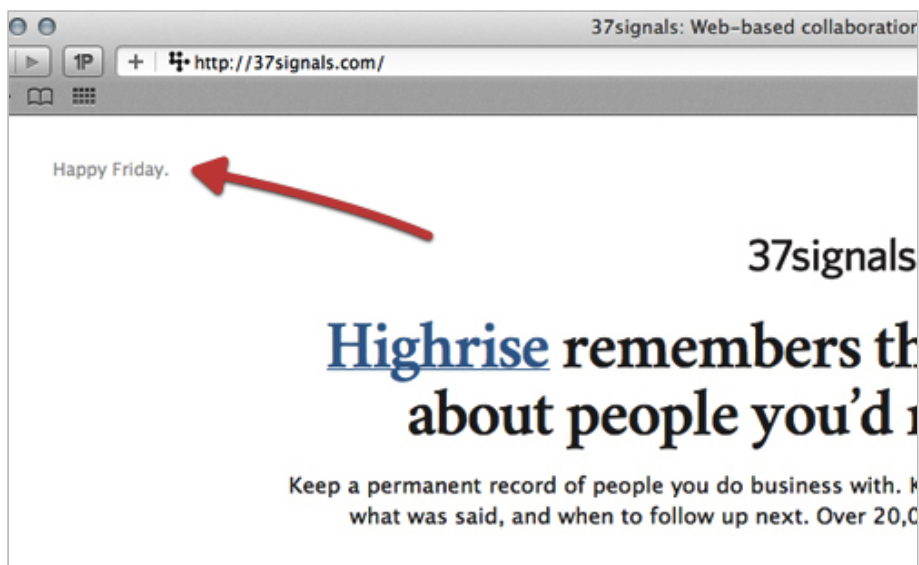 37signals: Web-based collaboration
1P
+
http://37signals.com/
Happy Friday.
37signals
Highrise remembers th
about people you'd
Keep a permanent record of people you do business with. K
what was said, and when to follow up next. Over 20,0